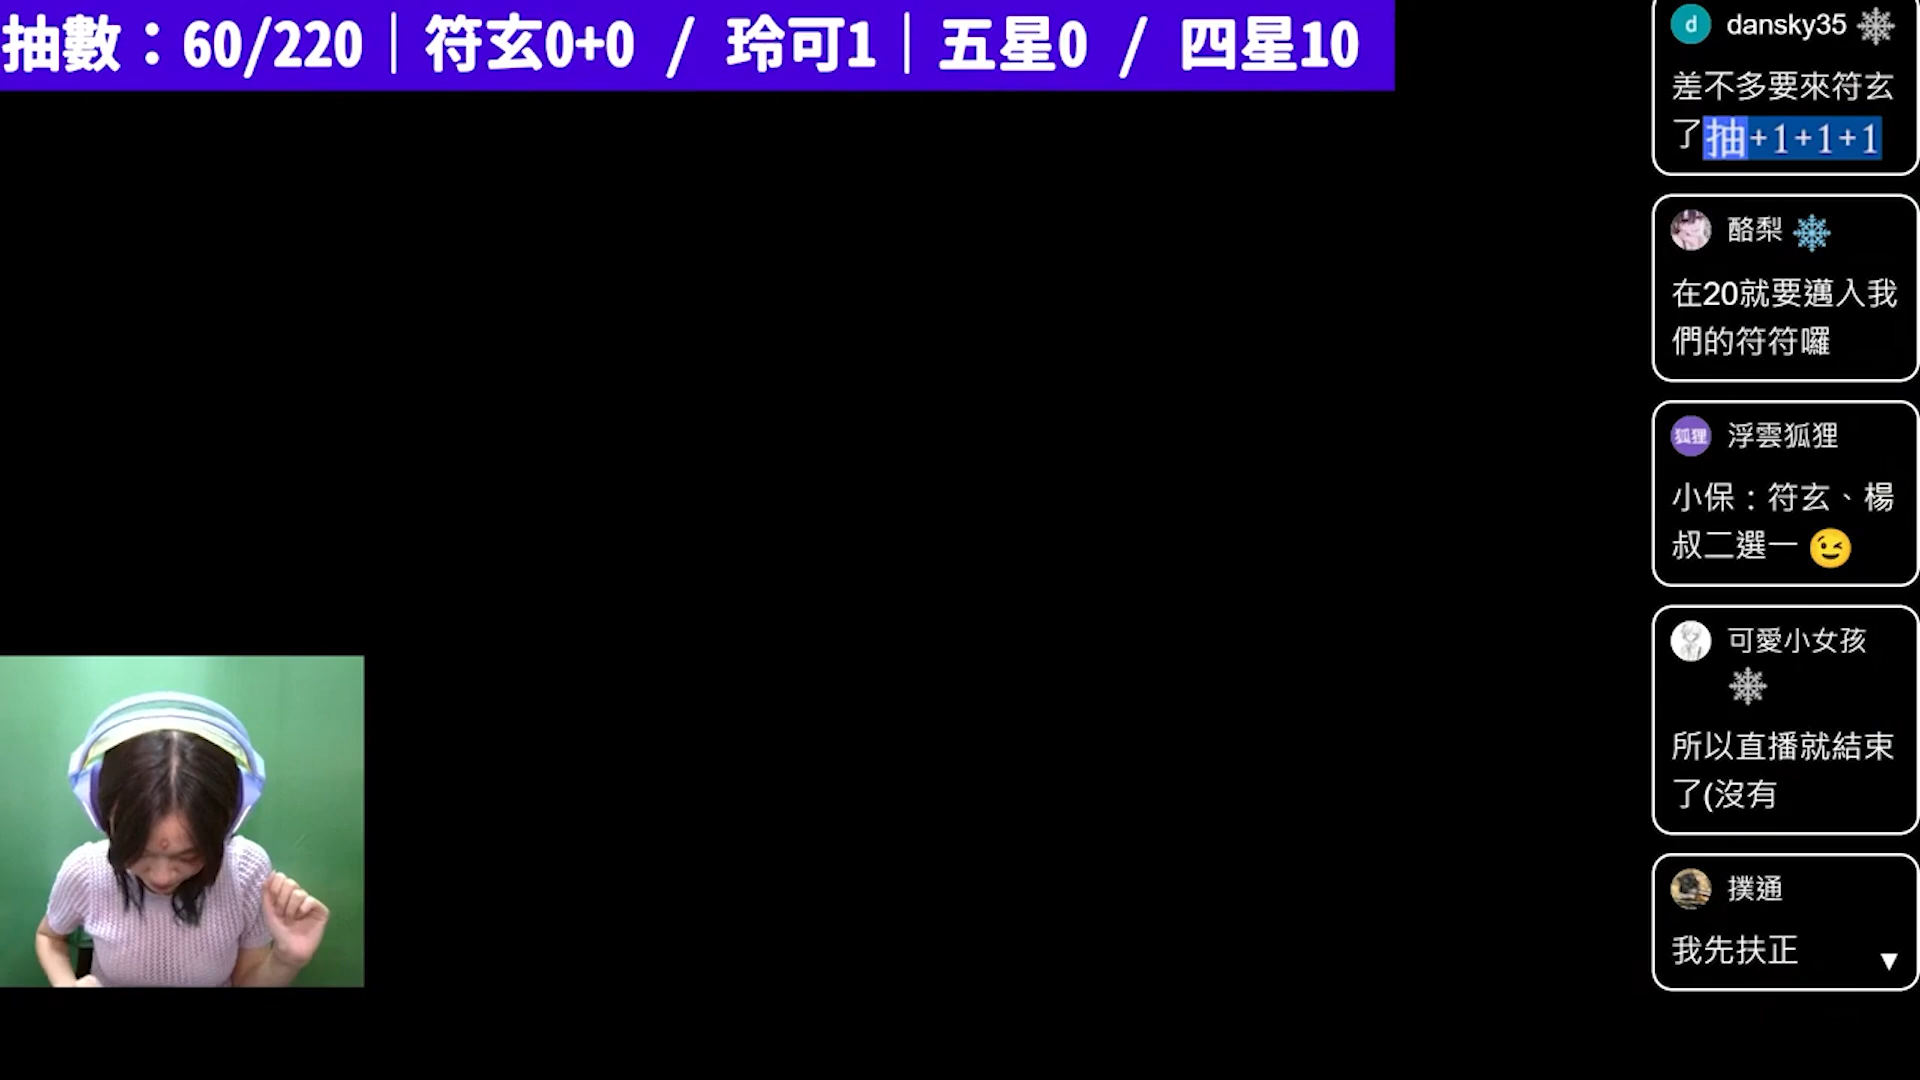 抽數：60/220｜符玄0+0 / 玲可1｜五星0 / 四星10
d dansky35
差不多要來符玄
了抽+1+1+1
酪梨
在20就要邁入我
們的符符囉
狐狸 浮雲狐狸
小保：符玄、楊
叔二選一
可愛小女孩
所以直播就結束
了(沒有
撲通
我先扶正